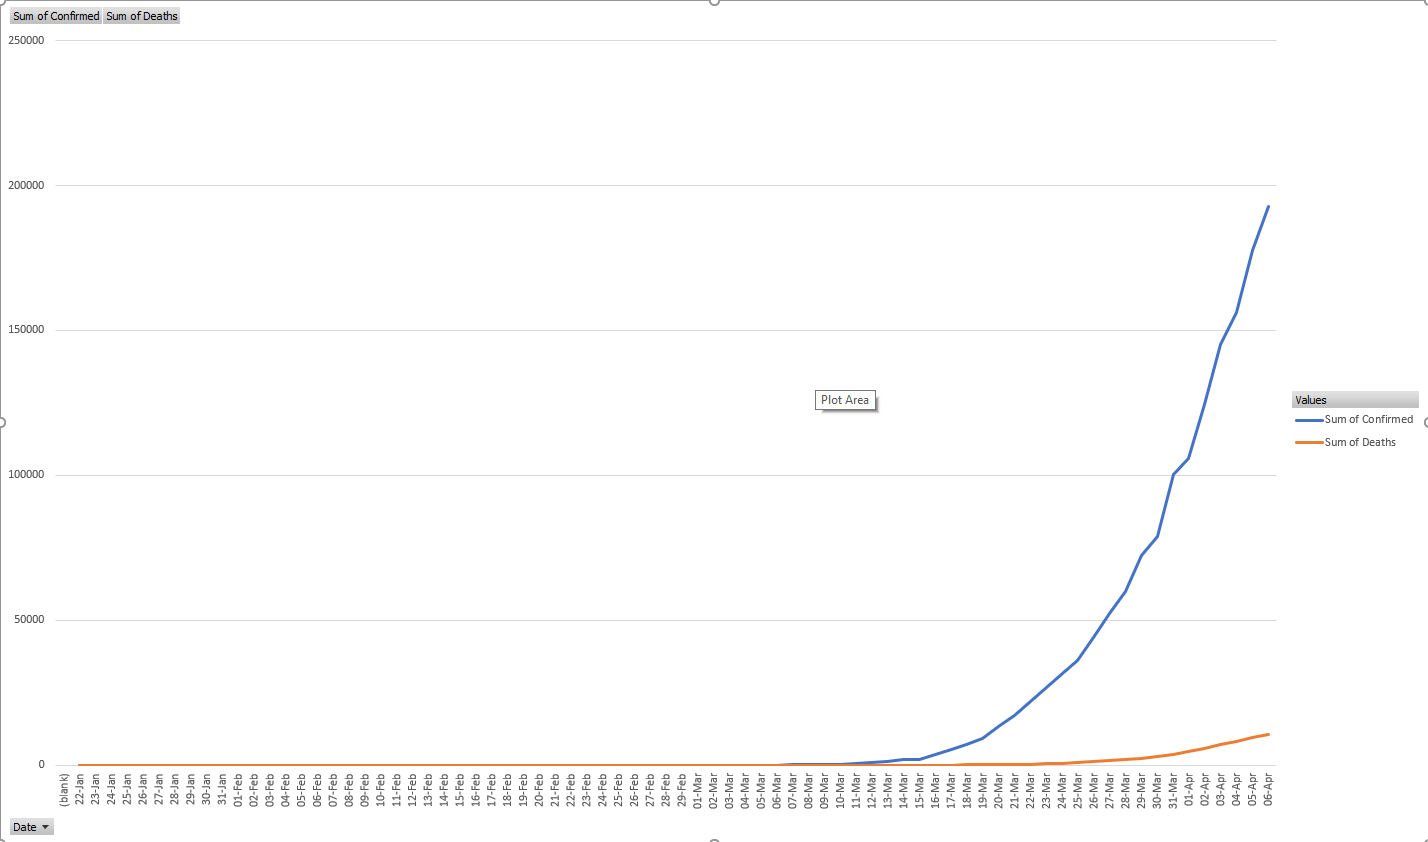 Sum of Confirmed Sum of Deaths
250000
200000
150000
100000
50000
0
Plot Area
Values
Sum of Confirmed
Sum of Deaths
(blank)
22-Jan
23-Jan
24-Jan
25-Jan
26-Jan
27-Jan
28-Jan
29-Jan
30-Jan
31-Jan
01-Feb
02-Feb
03-Feb
04-Feb
05-Feb
06-Feb
07-Feb
08-Feb
09-Feb
10-Feb
11-Feb
12-Feb
13-Feb
14-Feb
15-Feb
16-Feb
17-Feb
18-Feb
19-Feb
20-Feb
21-Feb
22-Feb
23-Feb
24-Feb
25-Feb
26-Feb
27-Feb
28-Feb
29-Feb
01-Mar
02-Mar
03-Mar
04-Mar
05-Mar
06-Mar
07-Mar
08-Mar
09-Mar
10-Mar
11-Mar
12-Mar
13-Mar
14-Mar
15-Mar
16-Mar
17-Mar
18-Mar
19-Mar
20-Mar
21-Mar
22-Mar
23-Mar
24-Mar
25-Mar
26-Mar
27-Mar
28-Mar
29-Mar
30-Mar
31-Mar
01-Apr
02-Apr
03-Apr
04-Apr
05-Apr
06-Apr
Date